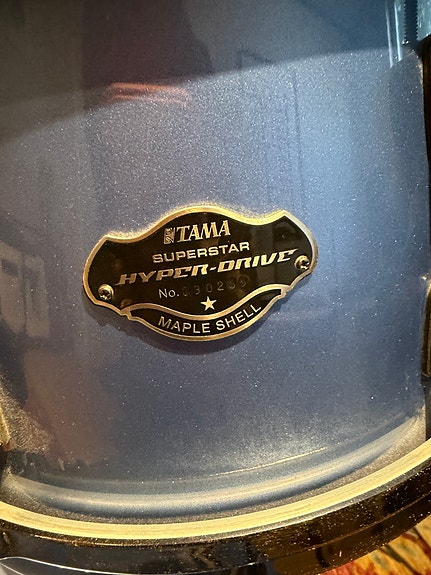 TAMA
SUPERSTAR
HYPER-DRIVE
No.
MAPLE SHELL